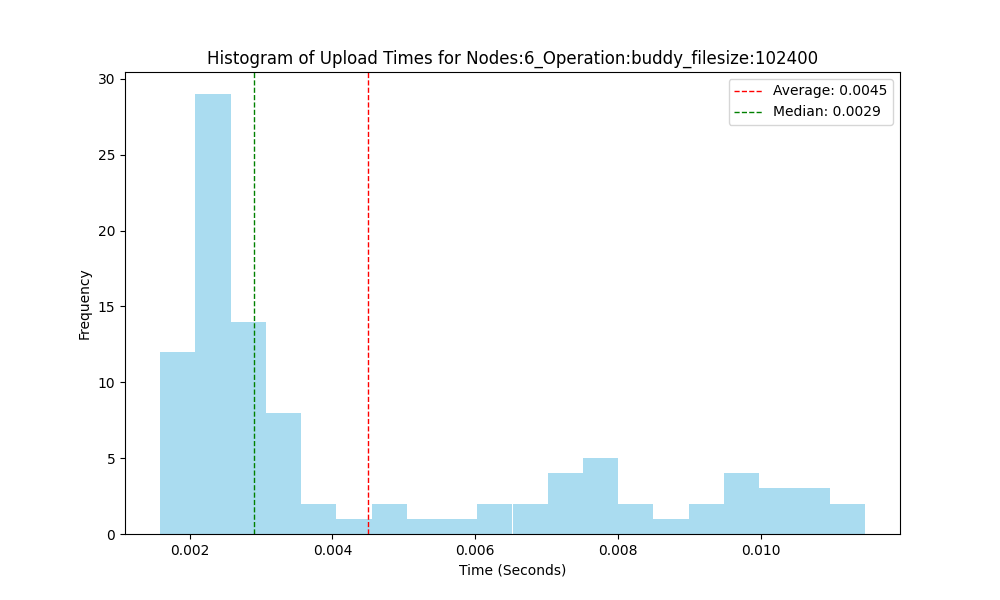 Histogram of Upload Times for Nodes:6_Operation:buddy_filesize:102400
Average: 0.0045
Median: 0.0029
Frequency
30
25
20
15
10
5
0
0.002
0.004
0.006
0.008
0.010
Time (Seconds)